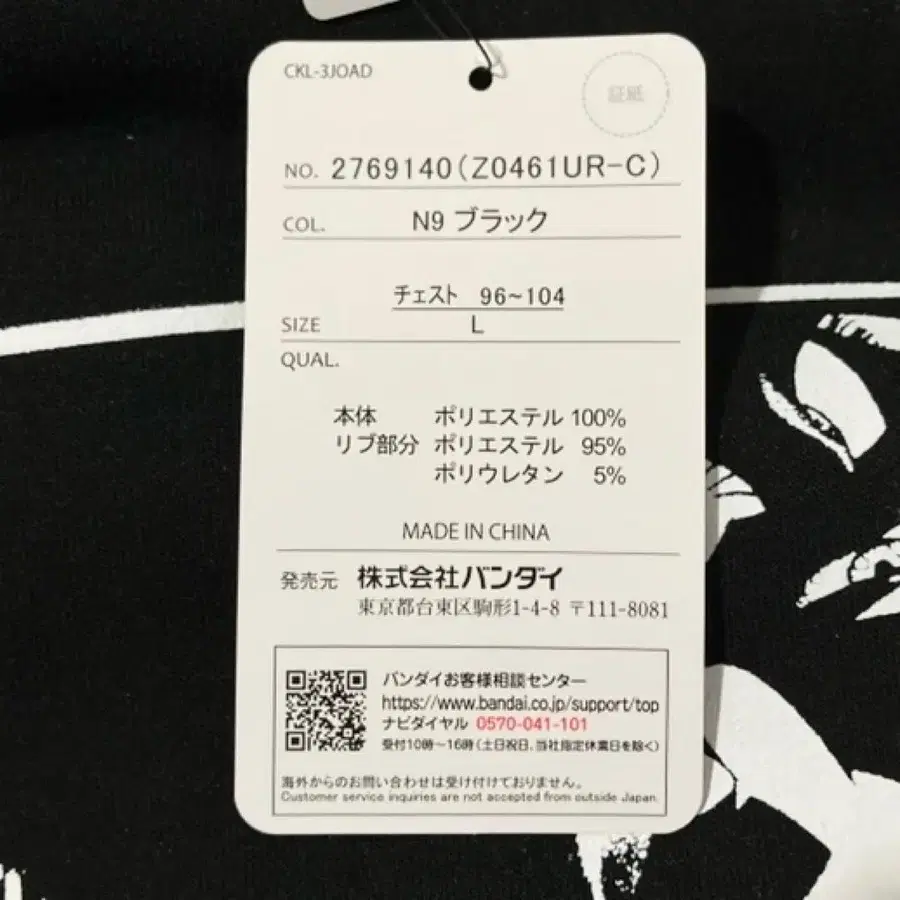 CKL-3JOAD
証紙
NO. 2769140(Z0461UR-C)
COL. N9 ブラック
チェスト 96~104
SIZE L
QUAL.
本体 ポリエステル 100%
リブ部分 ポリエステル 95%
ポリウレタン 5%
MADE IN CHINA
発売元 株式会社バンダイ
東京都台東区駒形1-4-8 〒111-8081
バンダイお客様相談センター
https://www.bandai.co.jp/support/top
ナビダイヤル 0570-041-101
受付10時~16時(土日祝日、当社指定休業日を除く)
海外からのお問い合わせは受け付けておりません。
Customer service inquiries are not accepted from outside Japan.